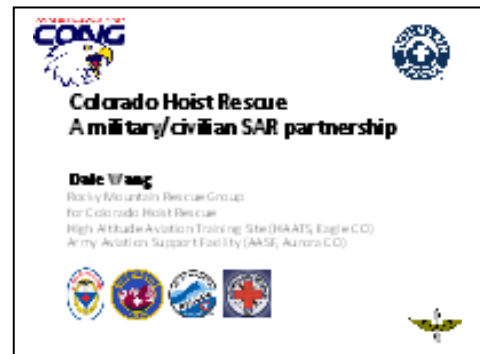 CONG
Colorado Hoist Rescue
A military/civilian SAR partnership
Dale Wang
Rocky Mountain Rescue Group
for Colorado Hoist Rescue
High Altitude Aviation Training Site (HAATS, Eagle CO)
Army Aviation Support Facility (AASF, Aurora CO)